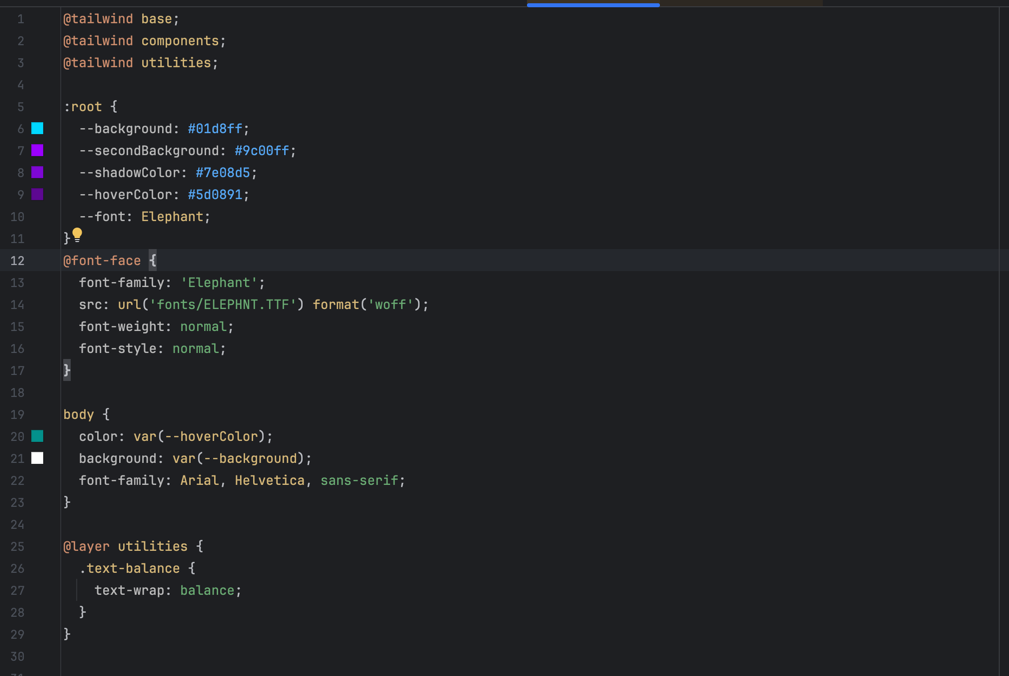 1 @tailwind base;
2 @tailwind components;
3 @tailwind utilities;
4
5 :root {
6 --background: #01d8ff;
7 --secondBackground: #9c00ff;
8 --shadowColor: #7e08d5;
9 --hoverColor: #5d0891;
10 --font: Elephant;
11 }
12 @font-face {
13 font-family: 'Elephant';
14 src: url('fonts/ELEPHNT.TTF') format('woff');
15 font-weight: normal;
16 font-style: normal;
17 }
18
19 body {
20 color: var(--hoverColor);
21 background: var(--background);
22 font-family: Arial, Helvetica, sans-serif;
23 }
24
25 @layer utilities {
26 .text-balance {
27 text-wrap: balance;
28 }
29 }
30